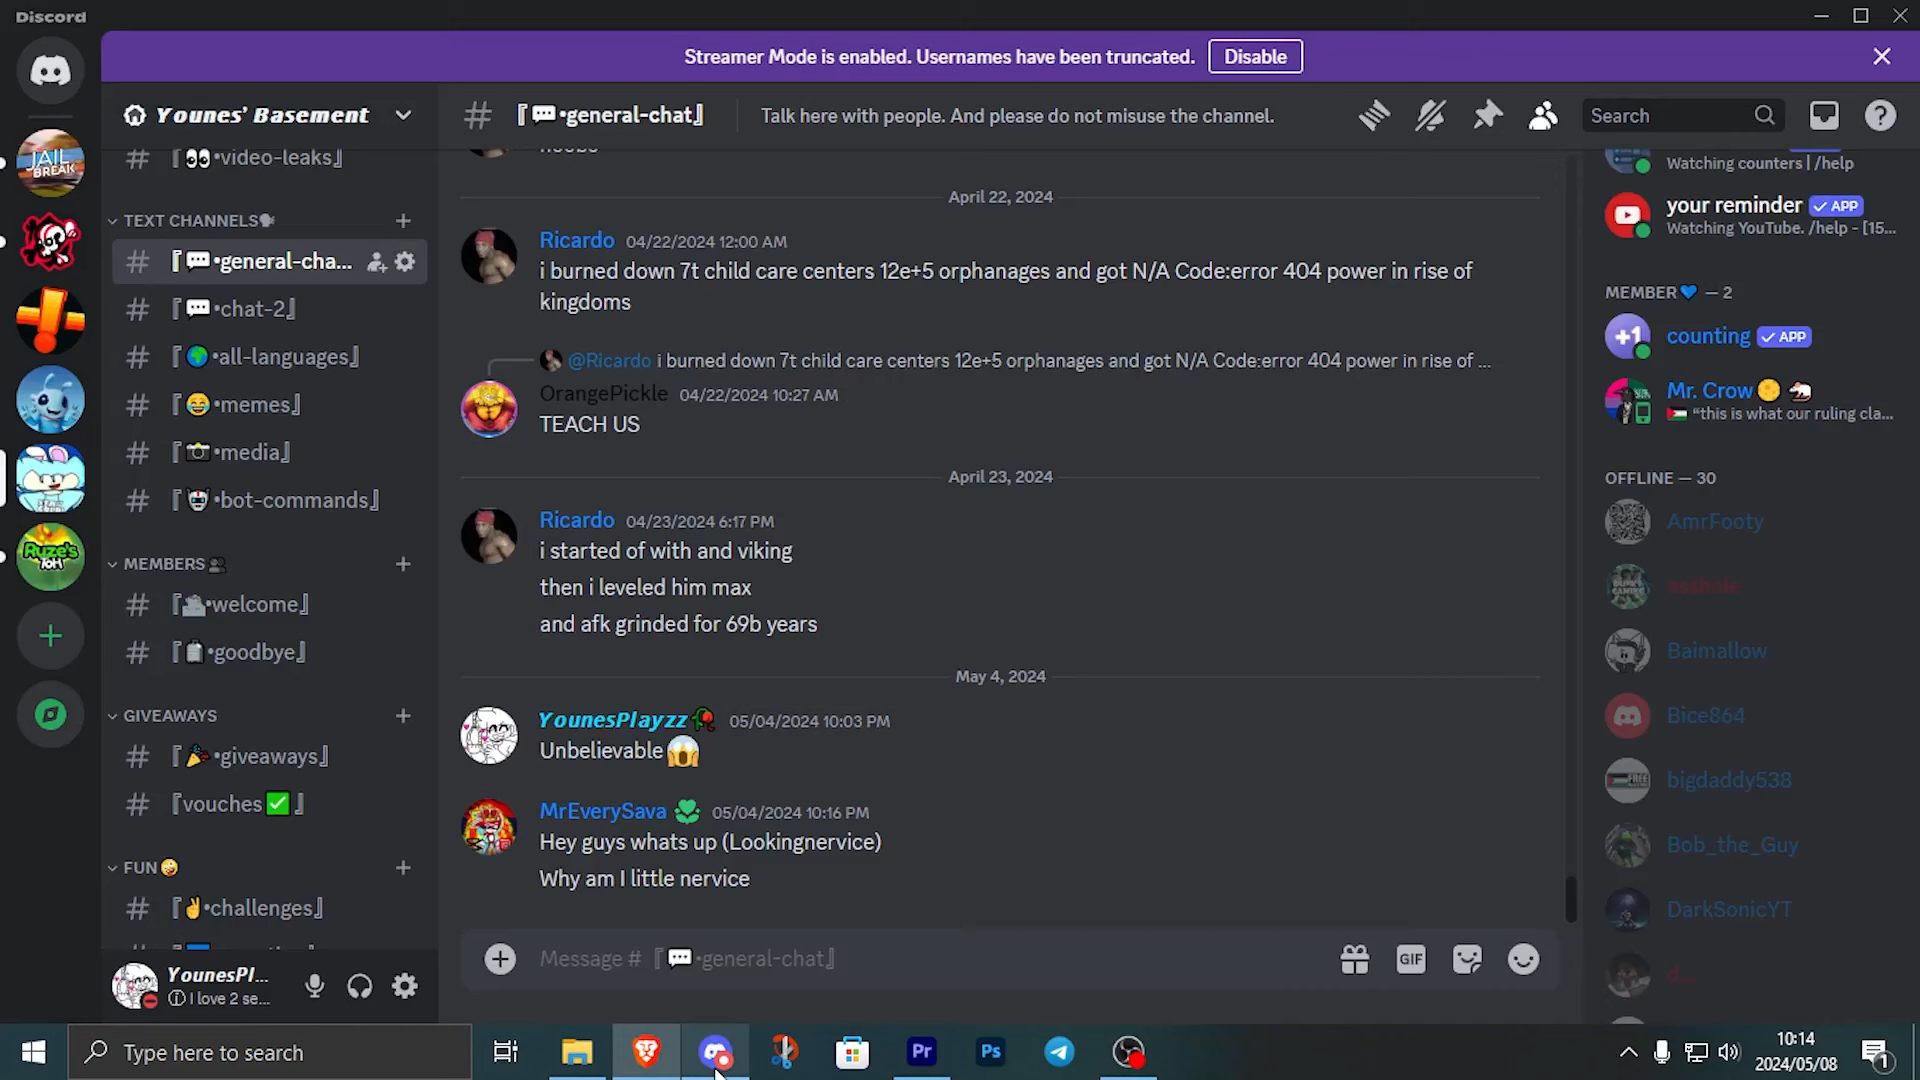 Discord
Streamer Mode is enabled. Usernames have been truncated.
Disable
Younes' Basement
『💬•general-chat』
Talk here with people. And please do not misuse the channel.
Search
『👀•video-leaks』
TEXT CHANNELS🗣
『💬•general-cha...
『💬•chat-2』
『🌍•all-languages』
『😂•memes』
『📷•media』
『🤖•bot-commands』
MEMBERS👥
『🛬•welcome』
『🧳•goodbye』
GIVEAWAYS
『🎉•giveaways』
『vouches✅』
FUN🤪
『✌•challenges』
JAIL BREAK
Ruze's ToH
YounesPl...
I love 2 se...
April 22, 2024
Ricardo 04/22/2024 12:00 AM
i burned down 7t child care centers 12e+5 orphanages and got N/A Code:error 404 power in rise of
kingdoms
@Ricardo i burned down 7t child care centers 12e+5 orphanages and got N/A Code:error 404 power in rise of ...
OrangePickle 04/22/2024 10:27 AM
TEACH US
April 23, 2024
Ricardo 04/23/2024 6:17 PM
i started of with and viking
then i leveled him max
and afk grinded for 69b years
May 4, 2024
YounesPlayzz🥀 05/04/2024 10:03 PM
Unbelievable😱
MrEverySava 05/04/2024 10:16 PM
Hey guys whats up (Lookingnervice)
Why am I little nervice
Message # 『💬•general-chat』
GIF
Watching counters | /help
your reminder ✓ APP
Watching YouTube. /help - [15...
MEMBER💙 — 2
+1
counting ✓ APP
Mr. Crow🌕🐁
🇵🇸 "this is what our ruling cla...
OFFLINE — 30
AmrFooty
Baimallow
Bice864
bigdaddy538
Bob_the_Guy
DarkSonicYT
d...
Type here to search
Pr
Ps
10:14
2024/05/08
1